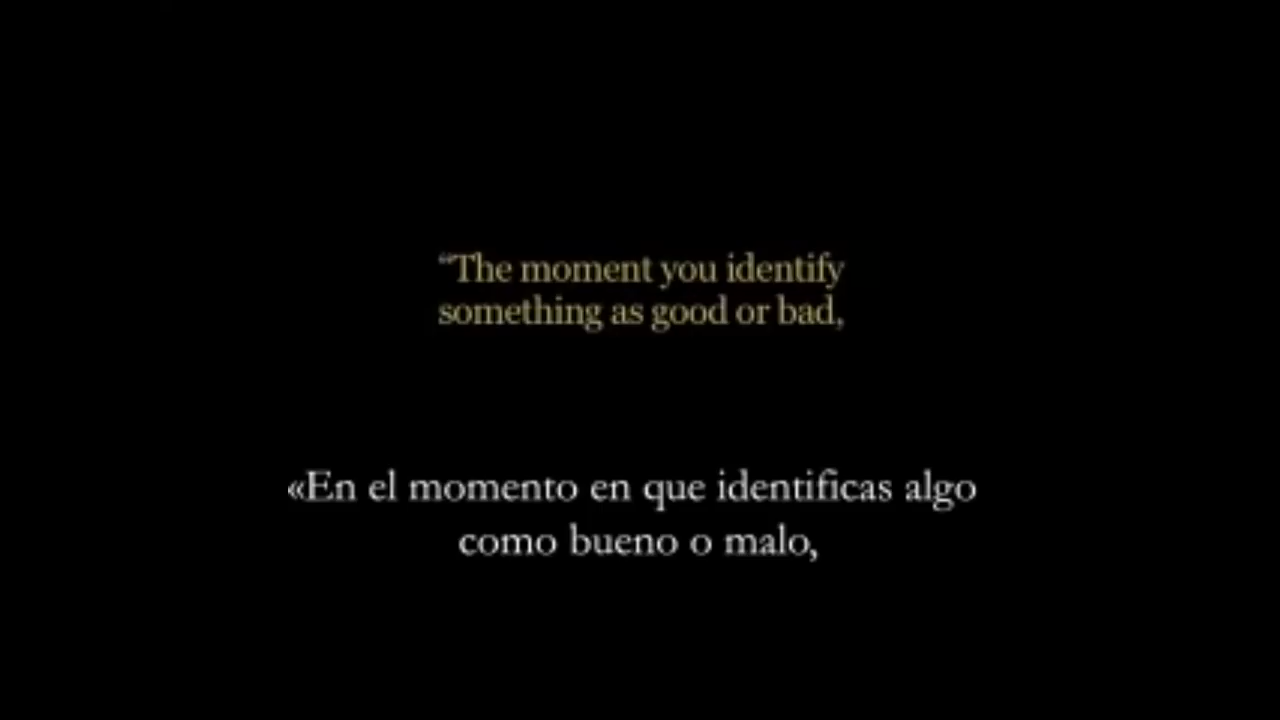 “The moment you identify
something as good or bad,
«En el momento en que identificas algo
como bueno o malo,